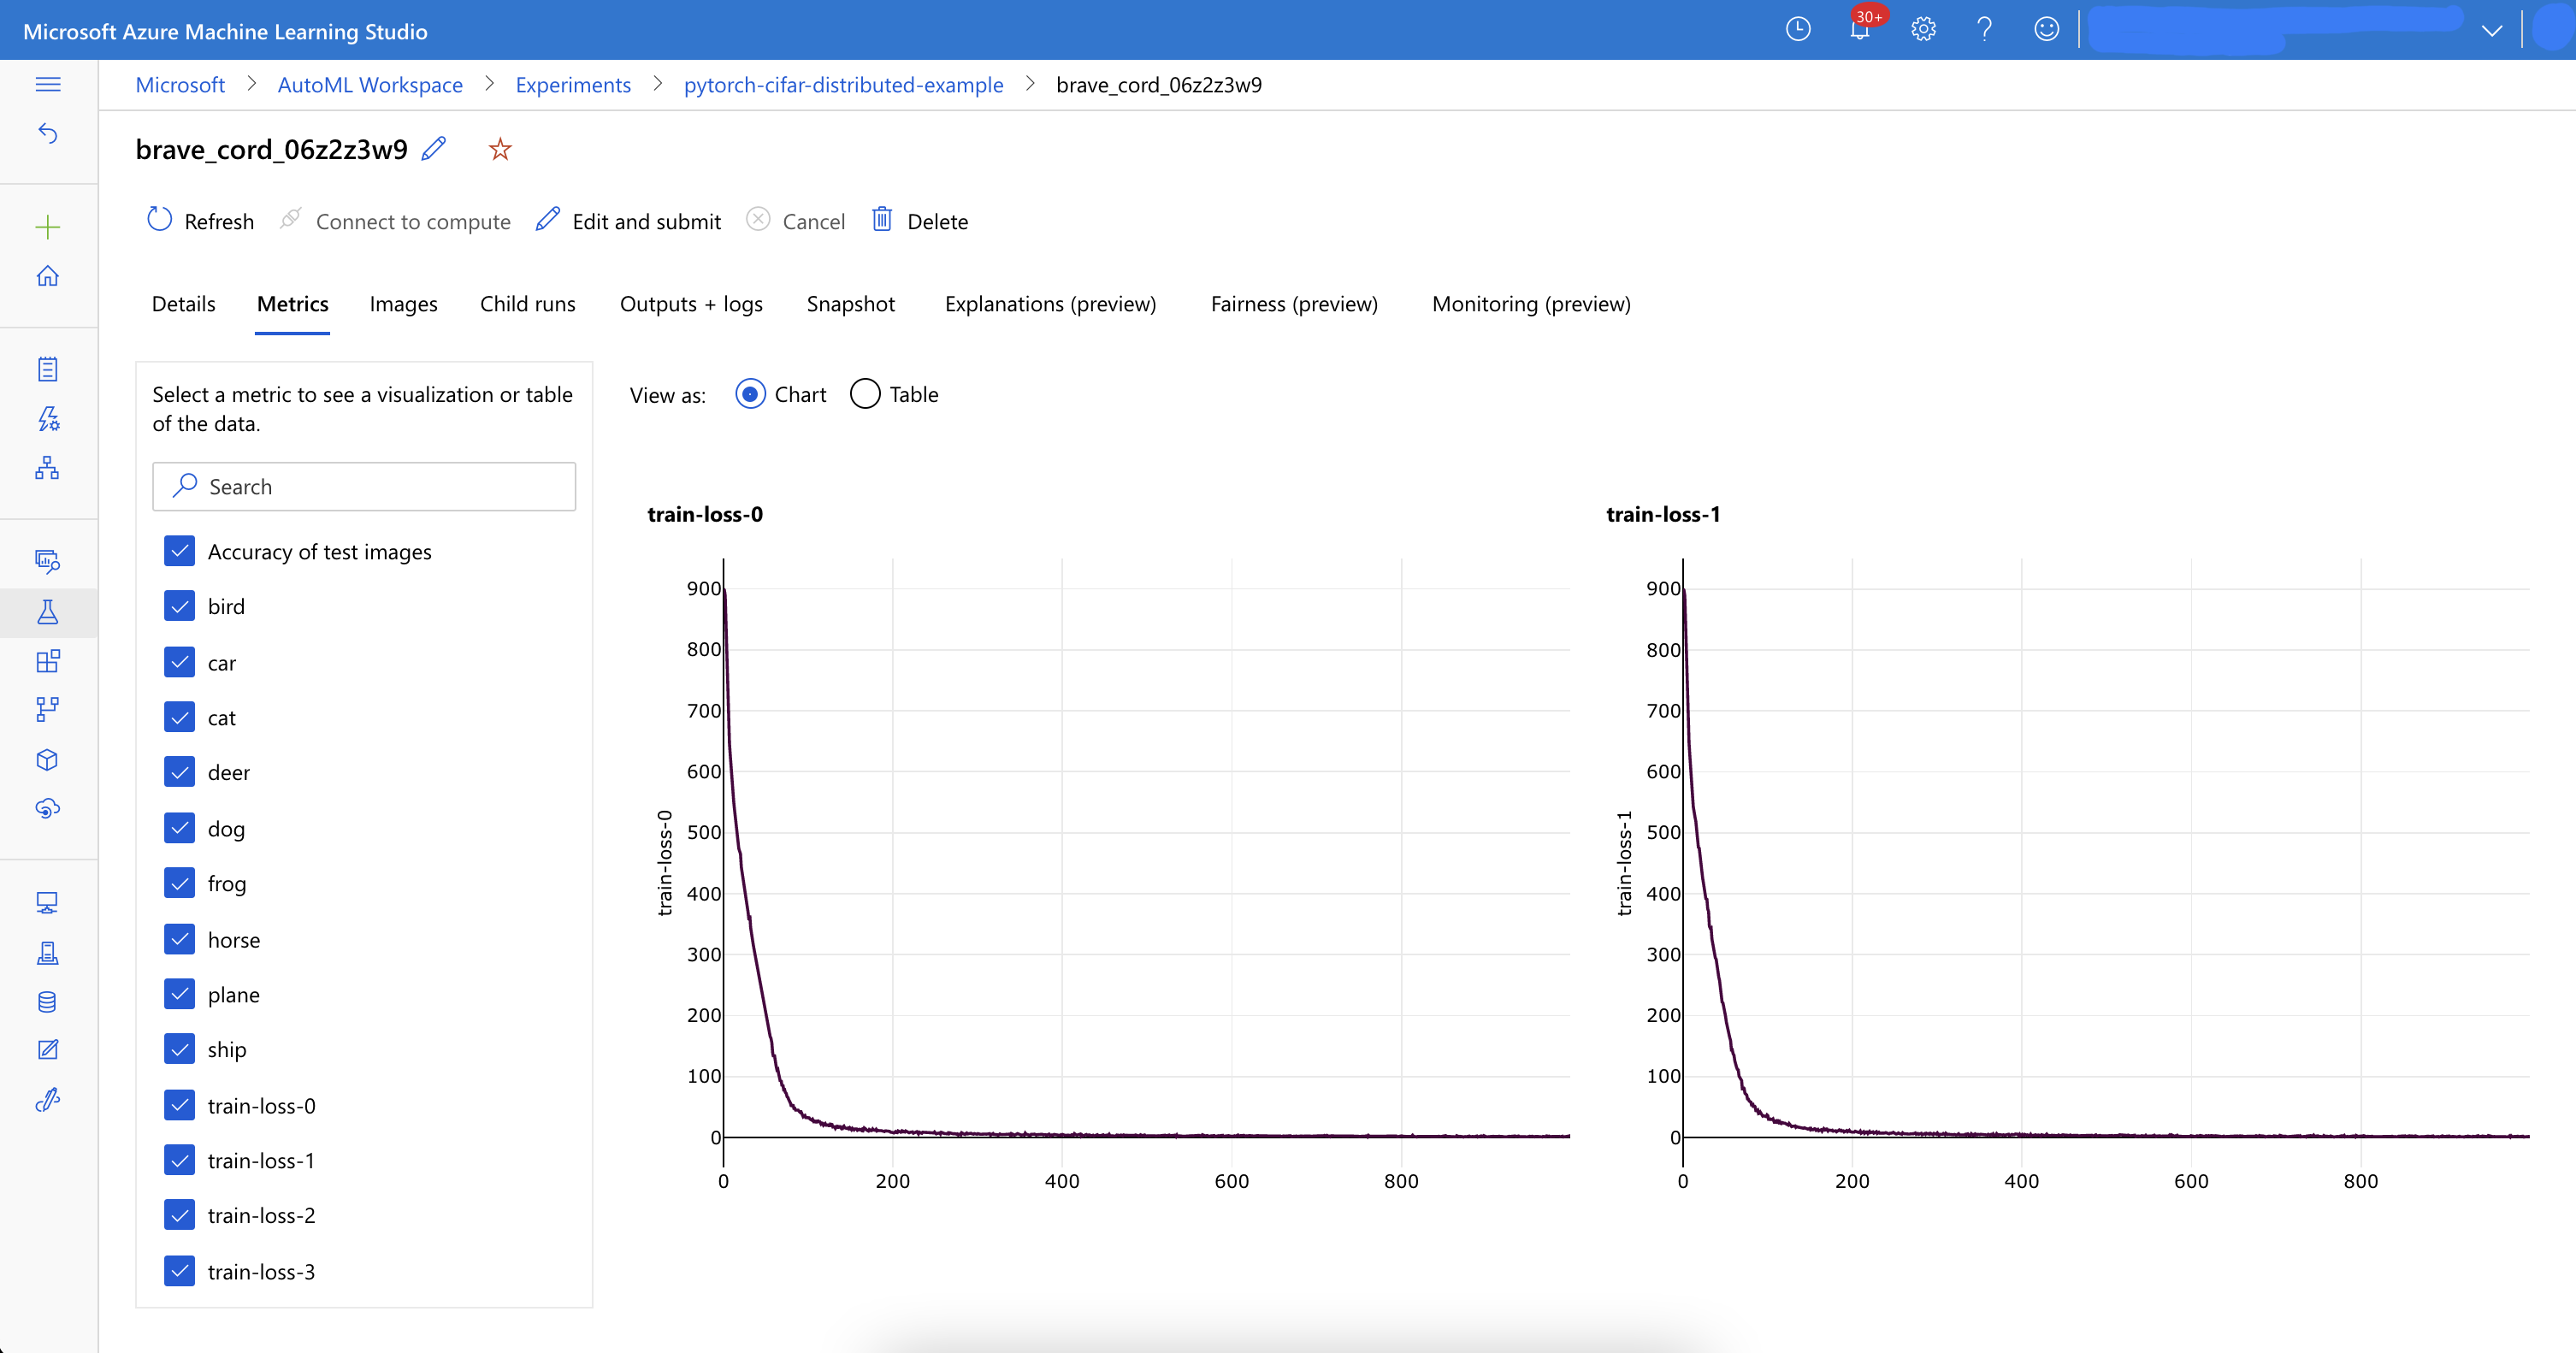 Microsoft Azure Machine Learning Studio
30+
Microsoft > AutoML Workspace > Experiments > pytorch-cifar-distributed-example > brave_cord_06z2z3w9
brave_cord_06z2z3w9
Refresh Connect to compute Edit and submit Cancel Delete
Details Metrics Images Child runs Outputs + logs Snapshot Explanations (preview) Fairness (preview) Monitoring (preview)
Select a metric to see a visualization or table
of the data.
Search
Accuracy of test images
bird
car
cat
deer
dog
frog
horse
plane
ship
train-loss-0
train-loss-1
train-loss-2
train-loss-3
View as: Chart Table
train-loss-0
900
800
700
600
500
400
300
200
100
0
train-loss-0
0 200 400 600 800
train-loss-1
900
800
700
600
500
400
300
200
100
0
train-loss-1
0 200 400 600 800